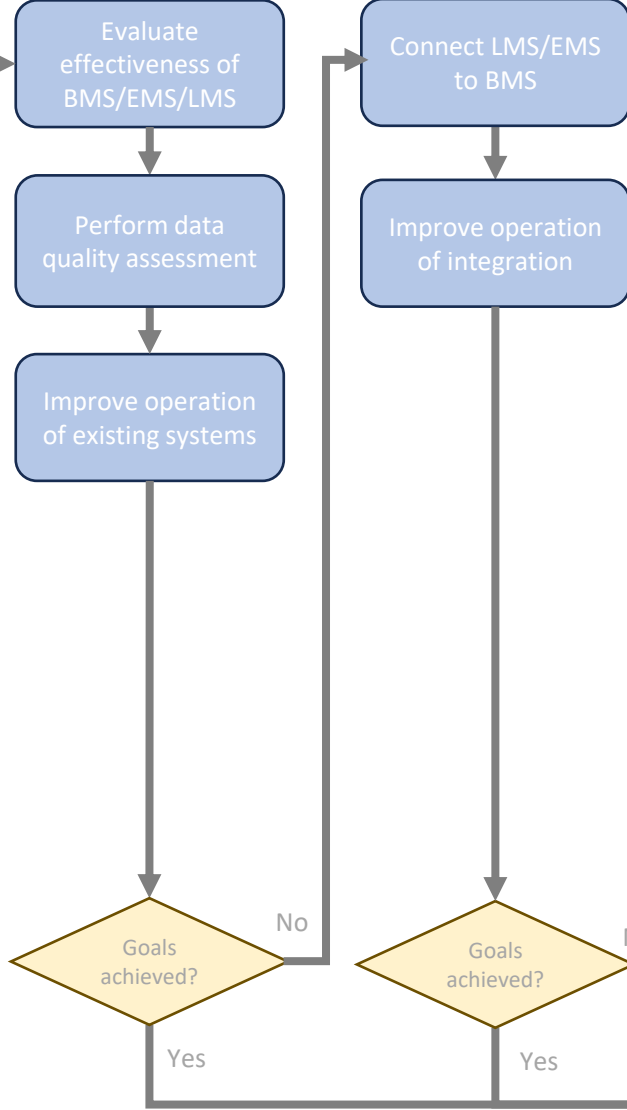 Evaluate
effectiveness of
BMS/EMS/LMS
Perform data
quality assessment
Improve operation
of existing systems
Goals
achieved?
No
Yes
Connect LMS/EMS
to BMS
Improve operation
of integration
Goals
achieved?
Yes